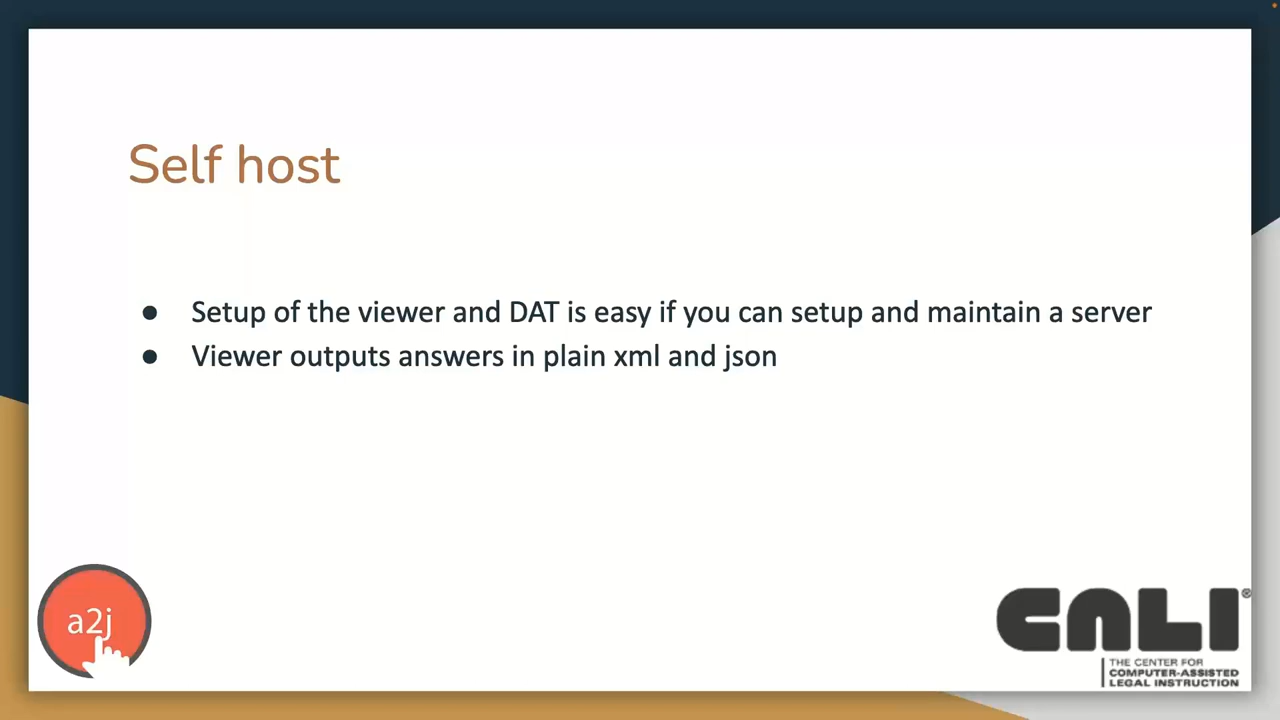 Self host
● Setup of the viewer and DAT is easy if you can setup and maintain a server
● Viewer outputs answers in plain xml and json
a2j
CALI®
THE CENTER FOR
COMPUTER-ASSISTED
LEGAL INSTRUCTION